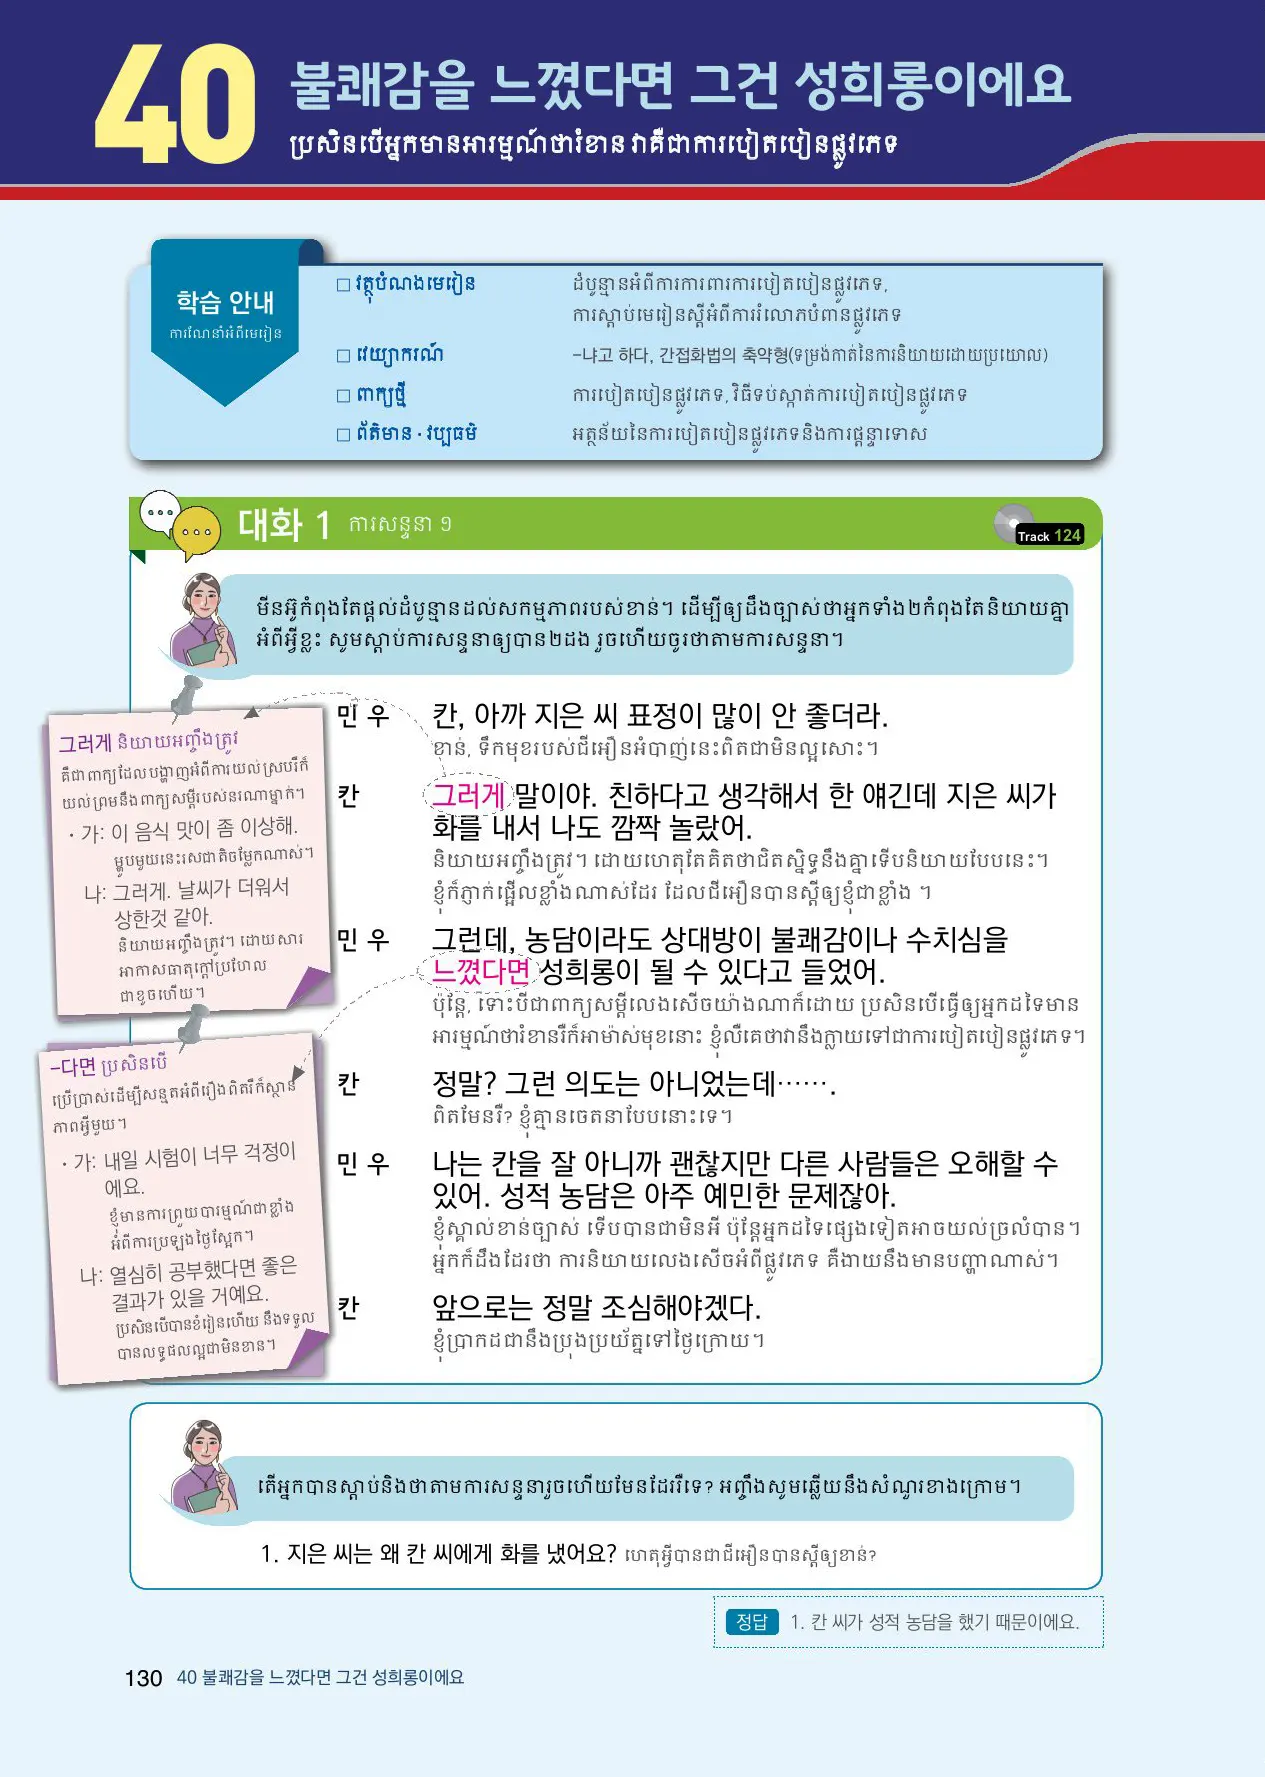 40
불쾌감을 느꼈다면 그건 성희롱이에요
ប្រសិនបើអ្នកមានអារម្មណ៍ថារំខាន វាគឺជាការបៀតបៀនផ្លូវភេទ
학습 안내
ការណែនាំអំពីមេរៀន
□ វត្ថុបំណងមេរៀន ដំបូន្មានអំពីការការពារការបៀតបៀនផ្លូវភេទ,
ការស្តាប់មេរៀនស្តីអំពីការរំលោភបំពានផ្លូវភេទ
□ វេយ្យាករណ៍ -냐고 하다, 간접화법의 축약형(ទម្រង់កាត់នៃការនិយាយដោយប្រយោល)
□ ពាក្យថ្មី ការបៀតបៀនផ្លូវភេទ, វិធីទប់ស្កាត់ការបៀតបៀនផ្លូវភេទ
□ ព័ត៌មាន · វប្បធម៌ អត្ថន័យនៃការបៀតបៀនផ្លូវភេទនិងការផ្តន្ទាទោស
대화 1 ការសន្ទនា ១
Track 124
មីនអ៊ូកំពុងតែផ្តល់ដំបូន្មានដល់សកម្មភាពរបស់ខាន់។ ដើម្បីឲ្យដឹងច្បាស់ថាអ្នកទាំង២កំពុងតែនិយាយគ្នា
អំពីអ្វីខ្លះ សូមស្តាប់ការសន្ទនាឲ្យបាន២ដង រួចហើយចូរថាតាមការសន្ទនា។
민 우 칸, 아까 지은 씨 표정이 많이 안 좋더라.
ខាន់, ទឹកមុខរបស់ជីអឿនអំបាញ់នេះពិតជាមិនល្អសោះ។
칸 그러게 말이야. 친하다고 생각해서 한 얘긴데 지은 씨가
화를 내서 나도 깜짝 놀랐어.
និយាយអញ្ចឹងត្រូវ។ ដោយហេតុតែគិតថាជិតស្និទ្ធនឹងគ្នាទើបនិយាយបែបនេះ។
ខ្ញុំក៏ភ្ញាក់ផ្អើលខ្លាំងណាស់ដែរ ដែលជីអឿនបានស្តីឲ្យខ្ញុំជាខ្លាំង ។
민 우 그런데, 농담이라도 상대방이 불쾌감이나 수치심을
느꼈다면 성희롱이 될 수 있다고 들었어.
ប៉ុន្តែ, ទោះបីជាពាក្យសម្តីលេងសើចយ៉ាងណាក៏ដោយ ប្រសិនបើធ្វើឲ្យអ្នកដទៃមាន
អារម្មណ៍ថារំខានរឺក៏អាម៉ាស់មុខនោះ ខ្ញុំលឺគេថាវានឹងក្លាយទៅជាការបៀតបៀនផ្លូវភេទ។
칸 정말? 그런 의도는 아니었는데…….
ពិតមែនរឺ? ខ្ញុំគ្មានចេតនាបែបនោះទេ។
민 우 나는 칸을 잘 아니까 괜찮지만 다른 사람들은 오해할 수
있어. 성적 농담은 아주 예민한 문제잖아.
ខ្ញុំស្គាល់ខាន់ច្បាស់ ទើបបានជាមិនអី ប៉ុន្តែអ្នកដទៃផ្សេងទៀតអាចយល់ច្រលំបាន។
អ្នកក៏ដឹងដែរថា ការនិយាយលេងសើចអំពីផ្លូវភេទ គឺងាយនឹងមានបញ្ហាណាស់។
칸 앞으로는 정말 조심해야겠다.
ខ្ញុំប្រាកដជានឹងប្រុងប្រយ័ត្នទៅថ្ងៃក្រោយ។
그러게 និយាយអញ្ចឹងត្រូវ
គឺជាពាក្យដែលបង្ហាញអំពីការយល់ស្របរឺក៏
យល់ព្រមនឹងពាក្យសម្តីរបស់នរណាម្នាក់។
· 가: 이 음식 맛이 좀 이상해.
ម្ហូបមួយនេះរសជាតិចម្លែកណាស់។
나: 그러게. 날씨가 더워서
상한것 같아.
និយាយអញ្ចឹងត្រូវ។ ដោយសារ
អាកាសធាតុក្តៅប្រហែល
ជាខូចហើយ។
-다면 ប្រសិនបើ
ប្រើប្រាស់ដើម្បីសន្មតអំពីរឿងពិតរឺក៏ស្ថាន
ភាពអ្វីមួយ។
· 가: 내일 시험이 너무 걱정이
에요.
ខ្ញុំមានការព្រួយបារម្មណ៍ជាខ្លាំង
អំពីការប្រឡងថ្ងៃស្អែក។
나: 열심히 공부했다면 좋은
결과가 있을 거예요.
ប្រសិនបើបានខំរៀនហើយ នឹងទទួល
បានលទ្ធផលល្អជាមិនខាន។
តើអ្នកបានស្តាប់និងថាតាមការសន្ទនារួចហើយមែនដែររឺទេ? អញ្ចឹងសូមឆ្លើយនឹងសំណួរខាងក្រោម។
1. 지은 씨는 왜 칸 씨에게 화를 냈어요? ហេតុអ្វីបានជាជីអឿនបានស្តីឲ្យខាន់?
정답 1. 칸 씨가 성적 농담을 했기 때문이에요.
130 40 불쾌감을 느꼈다면 그건 성희롱이에요